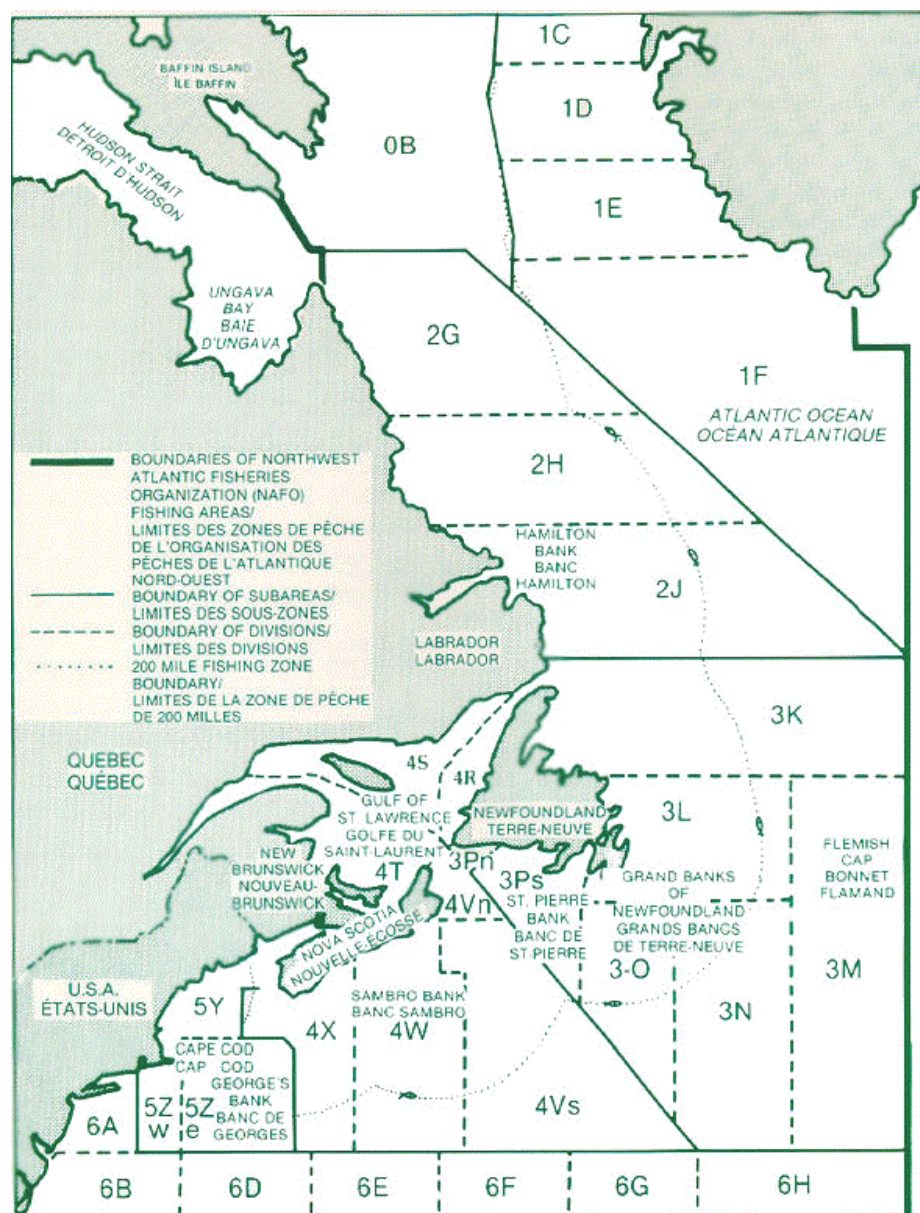 1C
BAFFIN ISLAND
ÎLE BAFFIN
1D
0B
HUDSON STRAIT
DÉTROIT D'HUDSON
1E
UNGAVA
BAY
BAIE
D'UNGAVA
2G
1F
ATLANTIC OCEAN
OCÉAN ATLANTIQUE
2H
BOUNDARIES OF NORTHWEST
ATLANTIC FISHERIES
ORGANIZATION (NAFO)
FISHING AREAS/
LIMITES DES ZONES DE PÊCHE
DE L'ORGANISATION DES
PÊCHES DE L'ATLANTIQUE
NORD-OUEST
BOUNDARY OF SUBAREAS/
LIMITES DES SOUS-ZONES
BOUNDARY OF DIVISIONS/
LIMITES DES DIVISIONS
200 MILE FISHING ZONE
BOUNDARY/
LIMITES DE LA ZONE DE PÊCHE
DE 200 MILLES
HAMILTON
BANK
BANC
HAMILTON
2J
LABRADOR
LABRADOR
3K
QUEBEC
QUÉBEC
4S
4R
GULF OF
ST. LAWRENCE
GOLFE DU
SAINT-LAURENT
NEWFOUNDLAND
TERRE-NEUVE
3L
FLEMISH
CAP
BONNET
FLAMAND
NEW
BRUNSWICK
NOUVEAU-
BRUNSWICK
4T
3Pn
3Ps
4Vn
ST. PIERRE
BANK
BANC DE
ST-PIERRE
GRAND BANKS
OF
NEWFOUNDLAND
GRANDS BANCS
DE TERRE-NEUVE
NOVA SCOTIA
NOUVELLE-ÉCOSSE
3-O
3N
3M
U.S.A.
ÉTATS-UNIS
5Y
4X
SAMBRO BANK
BANC SAMBRO
4W
CAPE COD
CAP COD
GEORGE'S
BANK
BANC DE
GEORGES
5Z
w
5Z
e
6A
4Vs
6B
6D
6E
6F
6G
6H